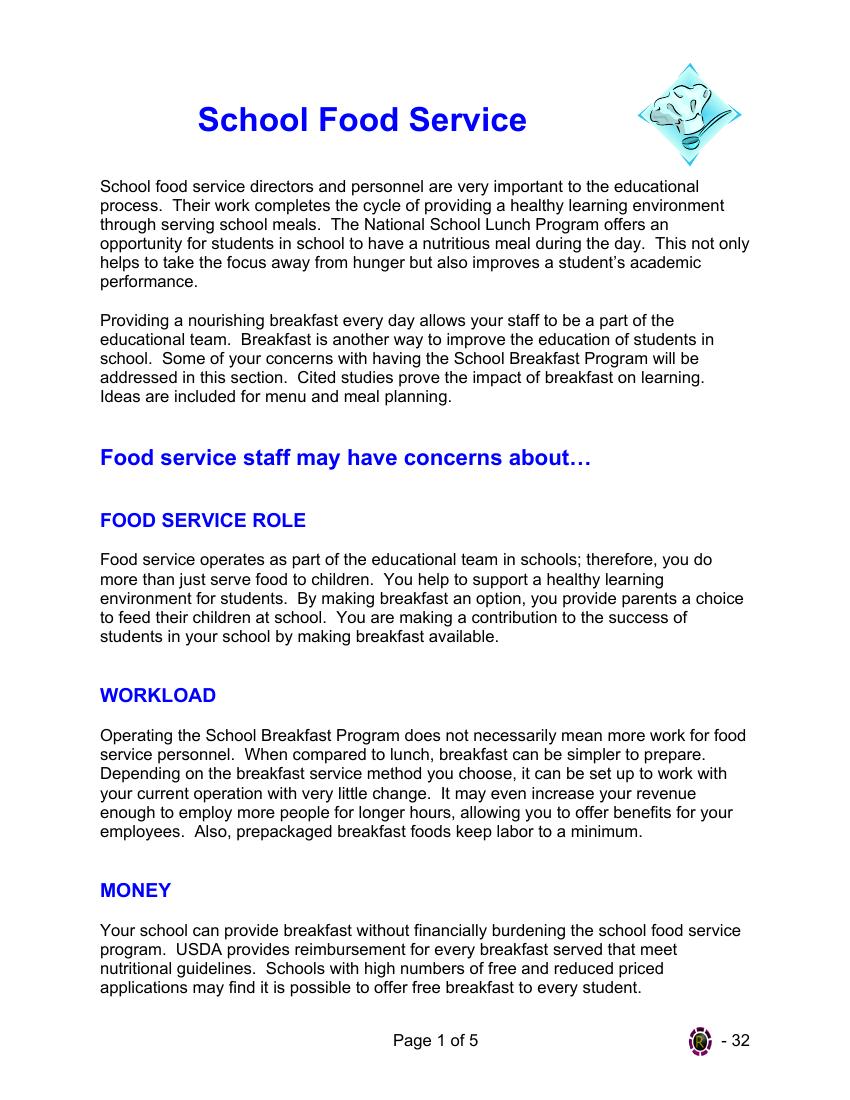 School Food Service
School food service directors and personnel are very important to the educational
process.  Their work completes the cycle of providing a healthy learning environment
through serving school meals.  The National School Lunch Program offers an
opportunity for students in school to have a nutritious meal during the day.  This not only
helps to take the focus away from hunger but also improves a student’s academic
performance.
Providing a nourishing breakfast every day allows your staff to be a part of the
educational team.  Breakfast is another way to improve the education of students in
school.  Some of your concerns with having the School Breakfast Program will be
addressed in this section.  Cited studies prove the impact of breakfast on learning.
Ideas are included for menu and meal planning.
Food service staff may have concerns about…
FOOD SERVICE ROLE
Food service operates as part of the educational team in schools; therefore, you do
more than just serve food to children.  You help to support a healthy learning
environment for students.  By making breakfast an option, you provide parents a choice
to feed their children at school.  You are making a contribution to the success of
students in your school by making breakfast available.
WORKLOAD
Operating the School Breakfast Program does not necessarily mean more work for food
service personnel.  When compared to lunch, breakfast can be simpler to prepare.
Depending on the breakfast service method you choose, it can be set up to work with
your current operation with very little change.  It may even increase your revenue
enough to employ more people for longer hours, allowing you to offer benefits for your
employees.  Also, prepackaged breakfast foods keep labor to a minimum.
MONEY
Your school can provide breakfast without financially burdening the school food service
program.  USDA provides reimbursement for every breakfast served that meet
nutritional guidelines.  Schools with high numbers of free and reduced priced
applications may find it is possible to offer free breakfast to every student.
Page 1 of 5
R - 32